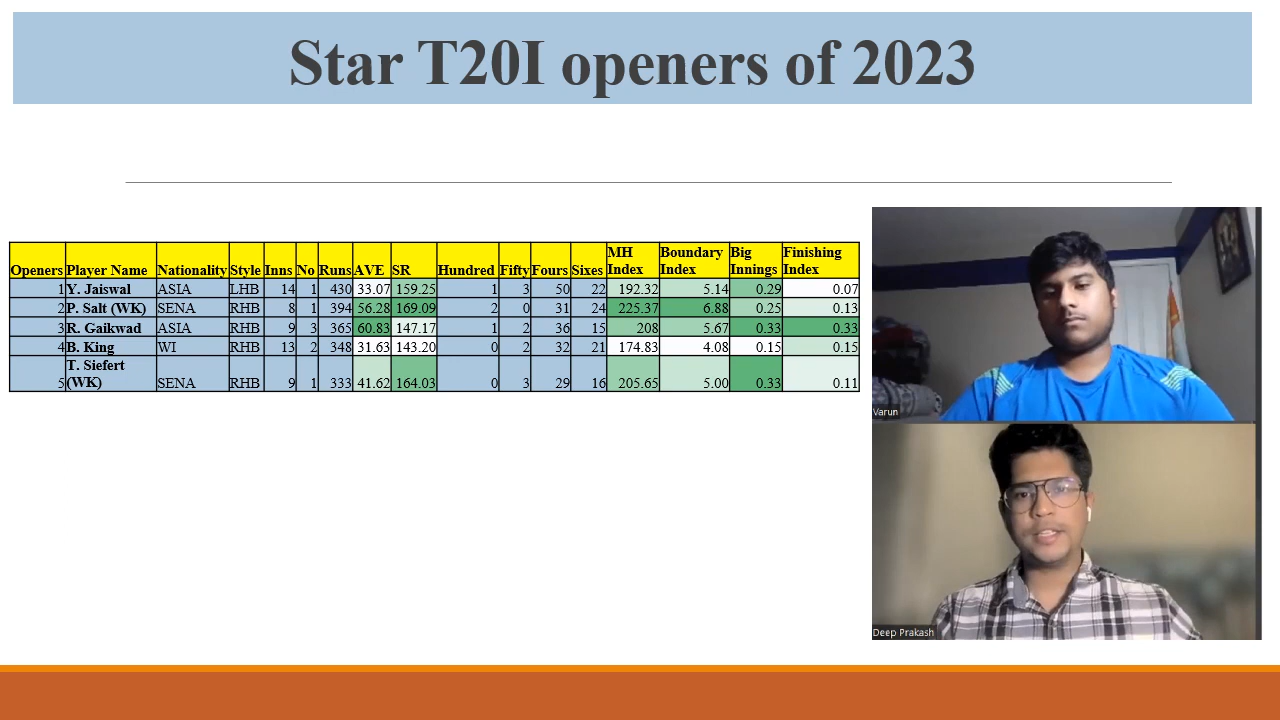 Star T20I openers of 2023
Openers Player Name Nationality Style Inns No Runs AVE SR Hundred Fifty Fours Sixes MH Index Boundary Index Big Innings Finishing Index
1 Y. Jaiswal ASIA LHB 14 1 430 33.07 159.25 1 3 50 22 192.32 5.14 0.29 0.07
2 P. Salt (WK) SENA RHB 8 1 394 56.28 169.09 2 0 31 24 225.37 6.88 0.25 0.13
3 R. Gaikwad ASIA RHB 9 3 365 60.83 147.17 1 2 36 15 208 5.67 0.33 0.33
4 B. King WI RHB 13 2 348 31.63 143.20 0 2 32 21 174.83 4.08 0.15 0.15
5 T. Siefert (WK) SENA RHB 9 1 333 41.62 164.03 0 3 29 16 205.65 5.00 0.33 0.11
Varun
Deep Prakash